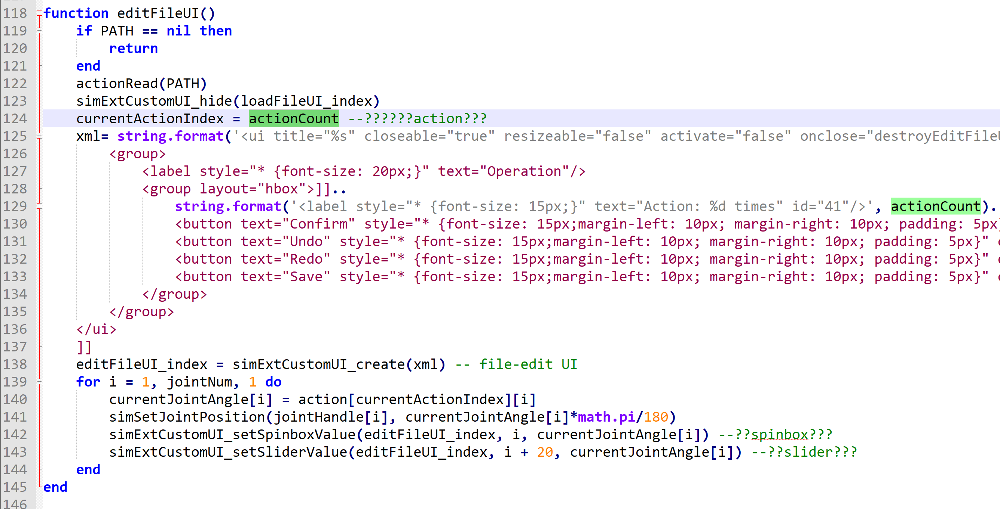 118 function editFileUI()
119 if PATH == nil then
120 return
121 end
122 actionRead(PATH)
123 simExtCustomUI_hide(loadFileUI_index)
124 currentActionIndex = actionCount --??????action???
125 xml= string.format('<ui title="%s" closeable="true" resizeable="false" activate="false" onclose="destroyEditFileU
126 <group>
127 <label style="* {font-size: 20px;}" text="Operation"/>
128 <group layout="hbox">]]..
129 string.format('<label style="* {font-size: 15px;}" text="Action: %d times" id="41"/>', actionCount).
130 <button text="Confirm" style="* {font-size: 15px;margin-left: 10px; margin-right: 10px; padding: 5px}
131 <button text="Undo" style="* {font-size: 15px;margin-left: 10px; margin-right: 10px; padding: 5px}"
132 <button text="Redo" style="* {font-size: 15px;margin-left: 10px; margin-right: 10px; padding: 5px}"
133 <button text="Save" style="* {font-size: 15px;margin-left: 10px; margin-right: 10px; padding: 5px}"
134 </group>
135 </group>
136 </ui>
137 ]]
138 editFileUI_index = simExtCustomUI_create(xml) -- file-edit UI
139 for i = 1, jointNum, 1 do
140 currentJointAngle[i] = action[currentActionIndex][i]
141 simSetJointPosition(jointHandle[i], currentJointAngle[i]*math.pi/180)
142 simExtCustomUI_setSpinboxValue(editFileUI_index, i, currentJointAngle[i]) --??spinbox???
143 simExtCustomUI_setSliderValue(editFileUI_index, i + 20, currentJointAngle[i]) --??slider???
144 end
145 end
146